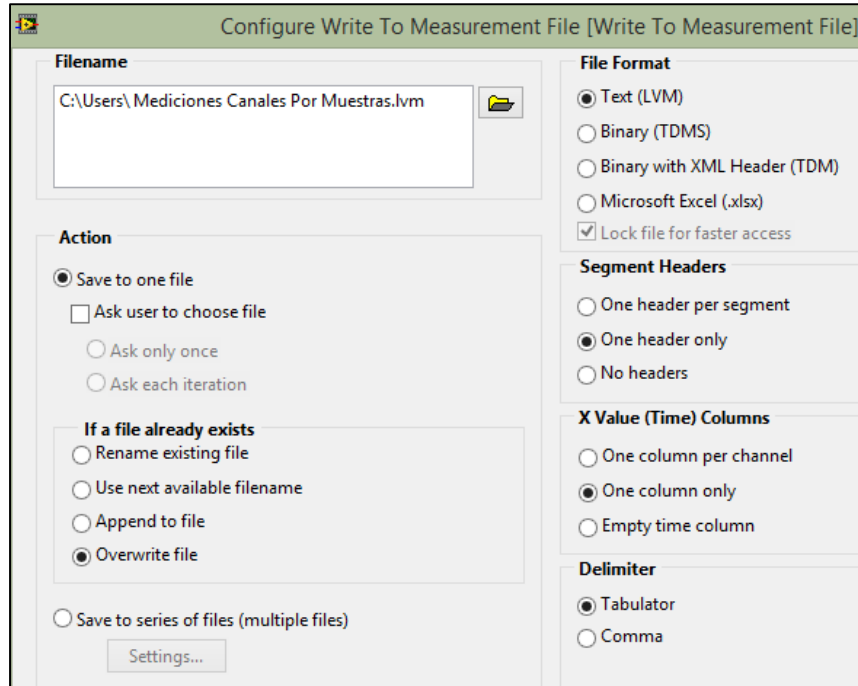 Configure Write To Measurement File [Write To Measurement File]
Filename
C:\Users\ Mediciones Canales Por Muestras.lvm
Action
Save to one file
Ask user to choose file
Ask only once
Ask each iteration
If a file already exists
Rename existing file
Use next available filename
Append to file
Overwrite file
Save to series of files (multiple files)
Settings...
File Format
Text (LVM)
Binary (TDMS)
Binary with XML Header (TDM)
Microsoft Excel (.xlsx)
Lock file for faster access
Segment Headers
One header per segment
One header only
No headers
X Value (Time) Columns
One column per channel
One column only
Empty time column
Delimiter
Tabulator
Comma